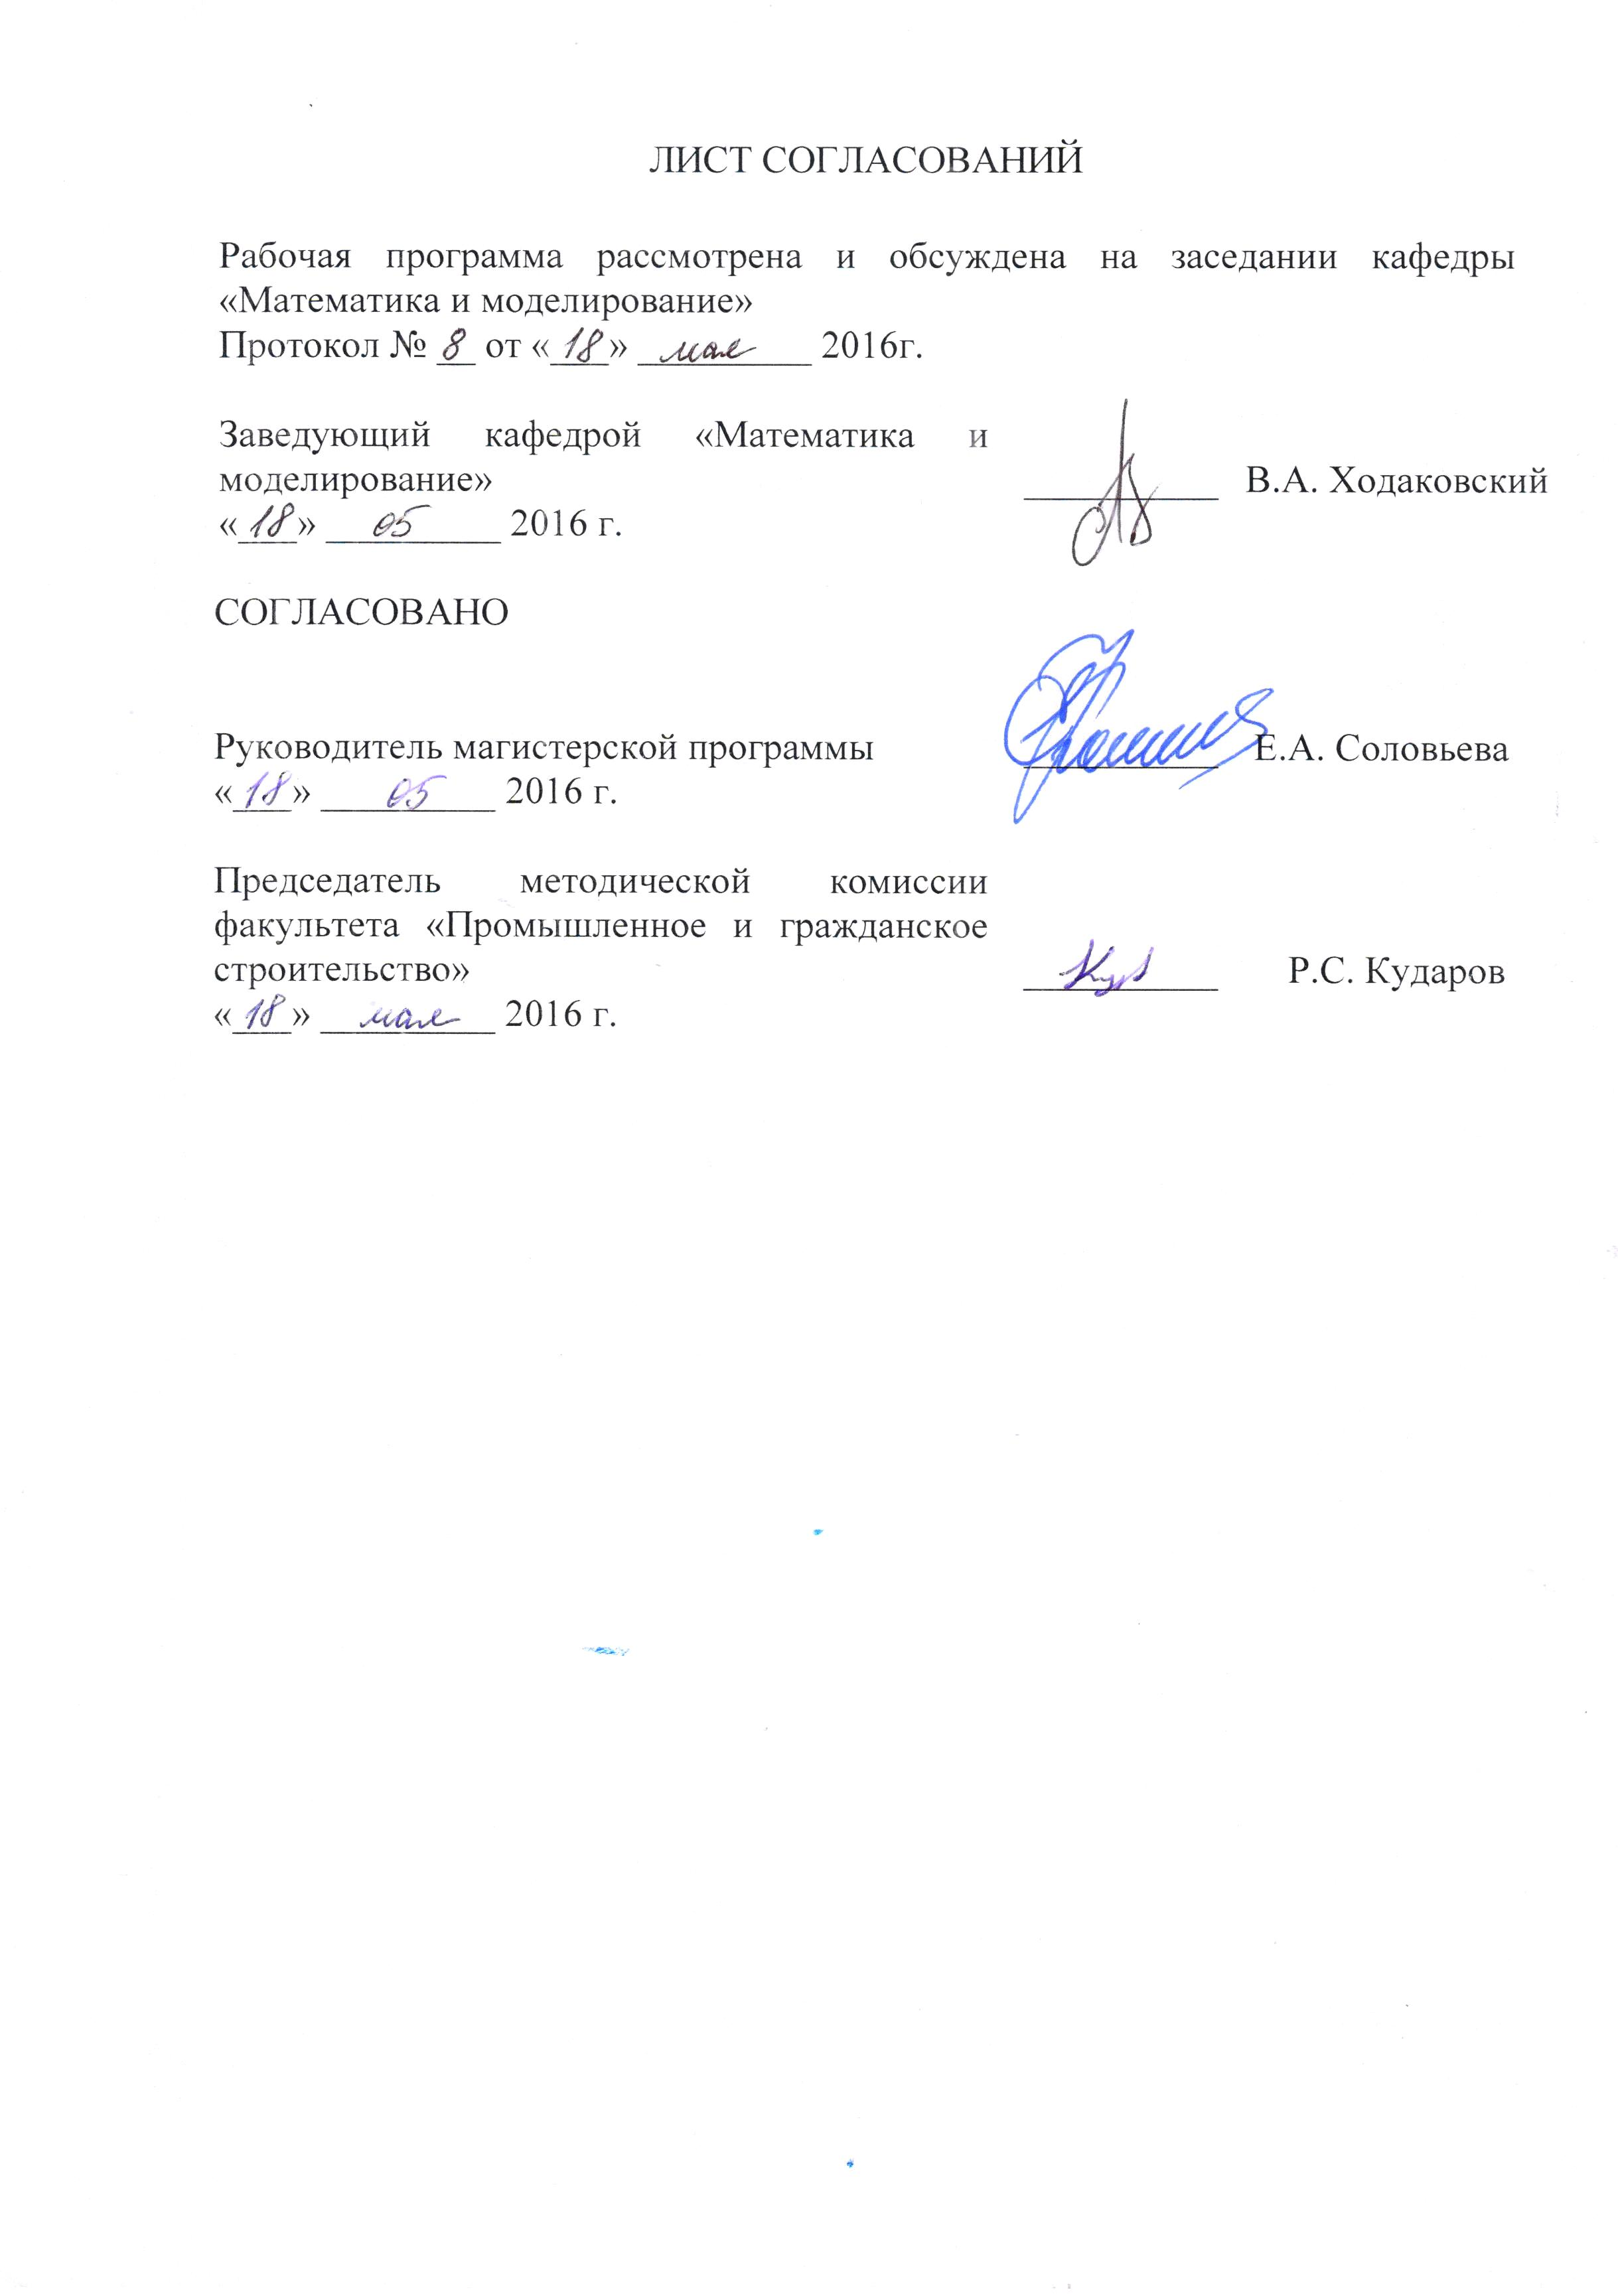 ЛИСТ СОГЛАСОВАНИЙ
Рабочая программа рассмотрена и обсуждена на заседании кафедры
«Математика и моделирование»
Протокол № 8 от «18» мая 2016г.
Заведующий кафедрой «Математика и
моделирование» В.А. Ходаковский
«18» 05 2016 г.
СОГЛАСОВАНО
Руководитель магистерской программы Е.А. Соловьева
«18» 05 2016 г.
Председатель методической комиссии
факультета «Промышленное и гражданское
строительство» Р.С. Кударов
«18» мая 2016 г.